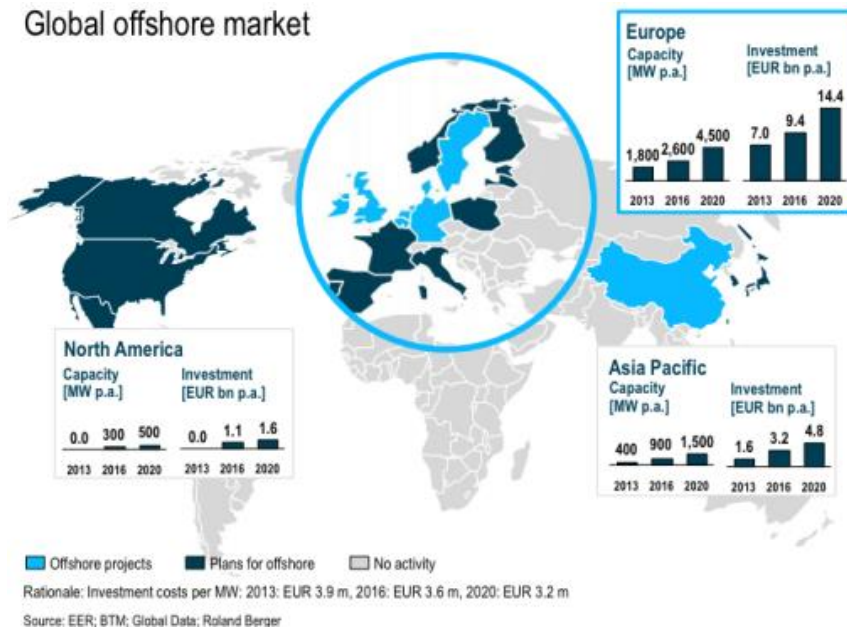 Global offshore market
Europe
Capacity Investment
[MW p.a.] [EUR bn p.a.]
1,800 2,600 4,500 7.0 9.4 14.4
2013 2016 2020 2013 2016 2020
North America
Capacity Investment
[MW p.a.] [EUR bn p.a.]
0.0 300 500 0.0 1.1 1.6
2013 2016 2020 2013 2016 2020
Asia Pacific
Capacity Investment
[MW p.a.] [EUR bn p.a.]
400 900 1,500 1.6 3.2 4.8
2013 2016 2020 2013 2016 2020
Offshore projects Plans for offshore No activity
Rationale: Investment costs per MW: 2013: EUR 3.9 m, 2016: EUR 3.6 m, 2020: EUR 3.2 m
Source: EER; BTM; Global Data; Roland Berger